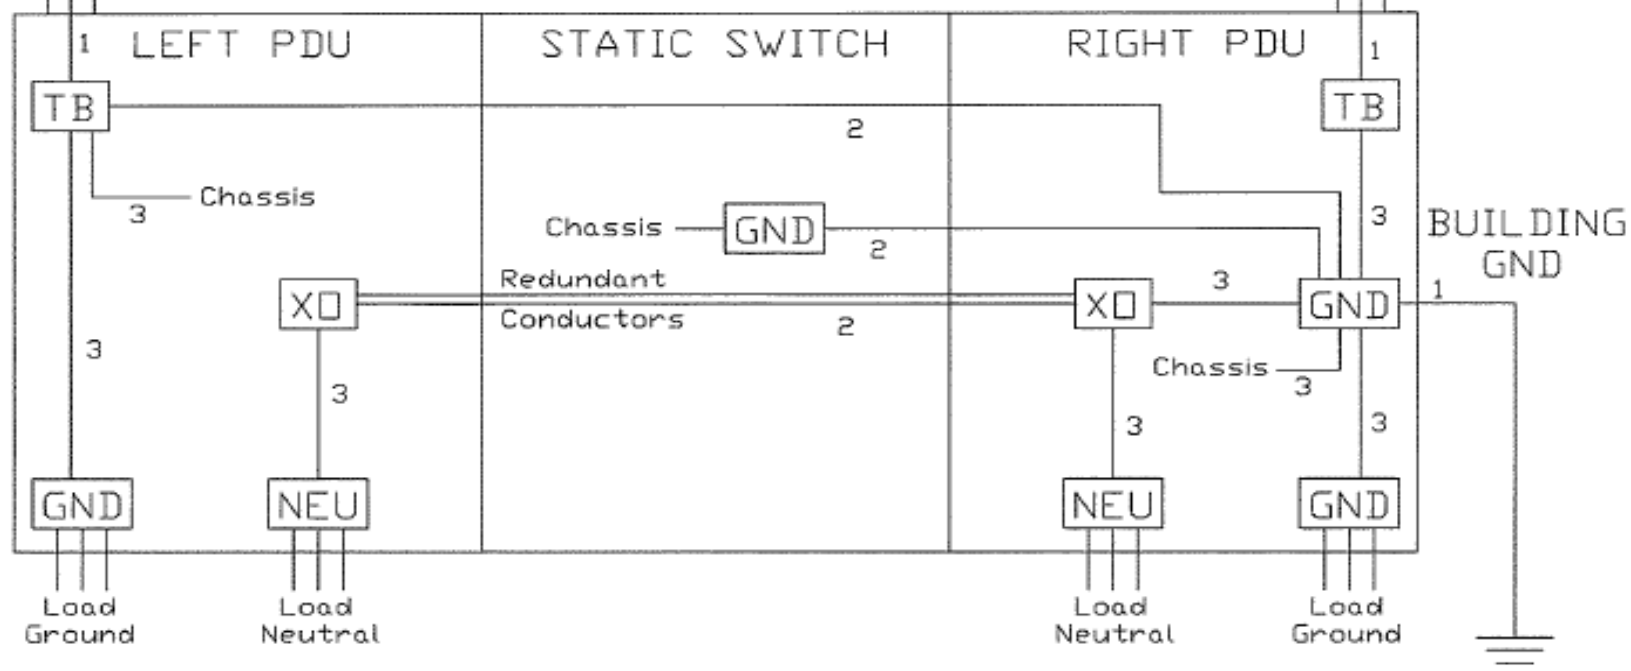 1 LEFT PDU STATIC SWITCH RIGHT PDU 1
TB TB
2
Chassis
3
3
BUILDING
GND
Chassis GND
2
Redundant
XO XO 3 GND 1
Conductors
2
3
Chassis
3
3
3
3
GND NEU NEU GND
Load Load Load Load
Ground Neutral Neutral Ground